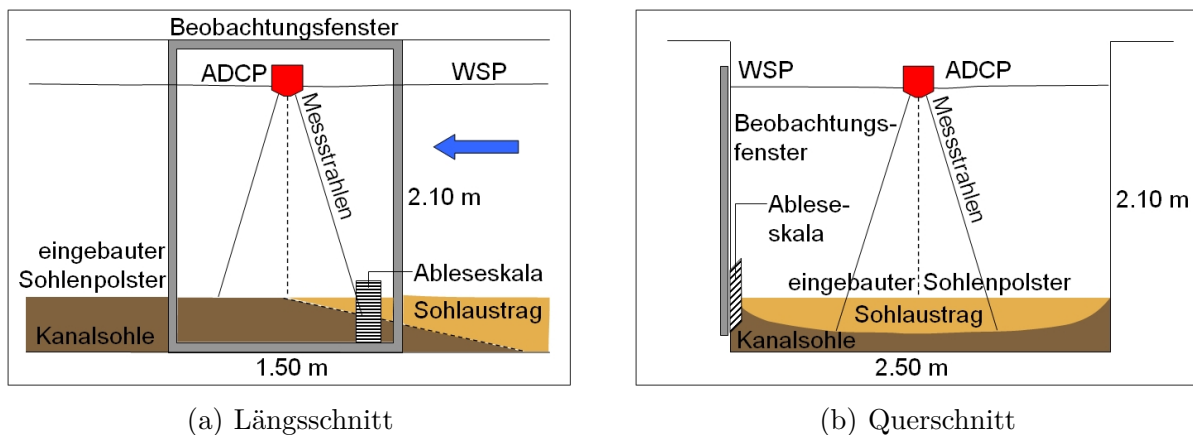 Beobachtungsfenster
ADCP
WSP
Messstrahlen
2.10 m
eingebauter
Sohlenpolster
Ableseskala
Sohlaustrag
Kanalsohle
1.50 m
(a) Längsschnitt
WSP
ADCP
Beobachtungs-
fenster
Messstrahlen
2.10 m
Ablese-
skala
eingebauter Sohlenpolster
Sohlaustrag
Kanalsohle
2.50 m
(b) Querschnitt